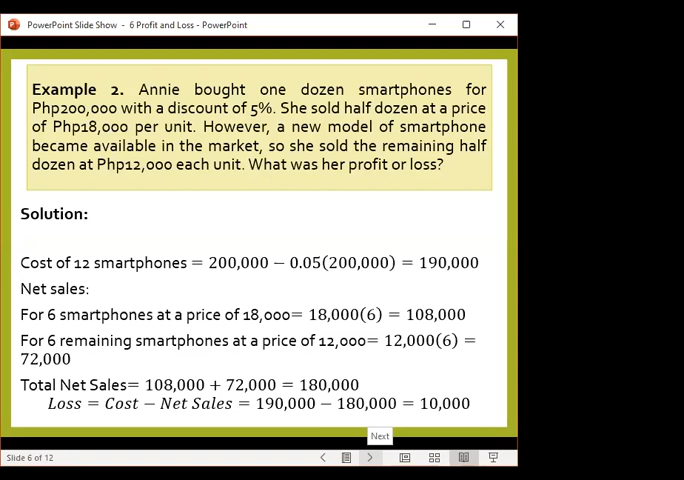 PowerPoint Slide Show - 6 Profit and Loss - PowerPoint
Example 2. Annie bought one dozen smartphones for
Php200,000 with a discount of 5%. She sold half dozen at a price
of Php18,000 per unit. However, a new model of smartphone
became available in the market, so she sold the remaining half
dozen at Php12,000 each unit. What was her profit or loss?
Solution:
Cost of 12 smartphones = 200,000 − 0.05(200,000) = 190,000
Net sales:
For 6 smartphones at a price of 18,000= 18,000(6) = 108,000
For 6 remaining smartphones at a price of 12,000= 12,000(6) =
72,000
Total Net Sales= 108,000 + 72,000 = 180,000
Loss = Cost − Net Sales = 190,000 − 180,000 = 10,000
Next
Slide 6 of 12